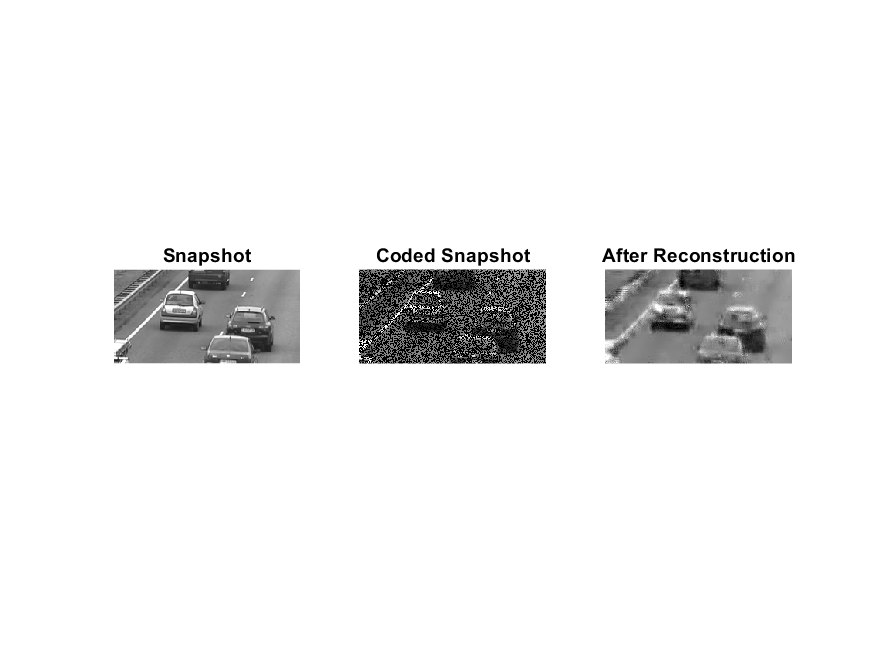 Snapshot
Coded Snapshot
After Reconstruction